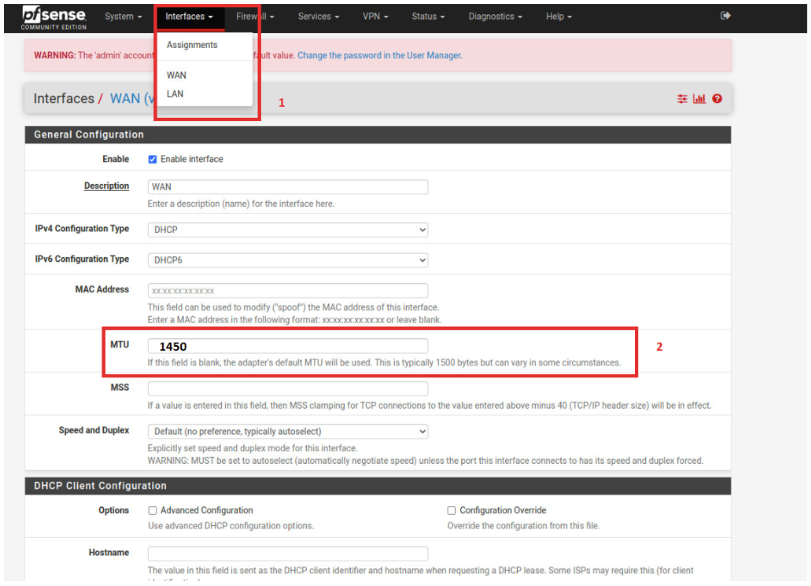 pfsense System Interfaces Firewall Services VPN Status Diagnostics Help
COMMUNITY EDITION
Assignments
WAN
LAN
WARNING: The 'admin' accoun fault value. Change the password in the User Manager.
Interfaces / WAN (v
1
General Configuration
Enable Enable interface
Description WAN
Enter a description (name) for the interface here.
IPv4 Configuration Type DHCP
IPv6 Configuration Type DHCP6
MAC Address xx:xx:xx:xx:xx:xx
This field can be used to modify ("spoof") the MAC address of this interface.
Enter a MAC address in the following format: xx:xx:xx:xx:xx:xx or leave blank.
MTU 1450 2
If this field is blank, the adapter's default MTU will be used. This is typically 1500 bytes but can vary in some circumstances.
MSS
If a value is entered in this field, then MSS clamping for TCP connections to the value entered above minus 40 (TCP/IP header size) will be in effect.
Speed and Duplex Default (no preference, typically autoselect)
Explicitly set speed and duplex mode for this interface.
WARNING: MUST be set to autoselect (automatically negotiate speed) unless the port this interface connects to has its speed and duplex forced.
DHCP Client Configuration
Options Advanced Configuration Configuration Override
Use advanced DHCP configuration options. Override the configuration from this file.
Hostname
The value in this field is sent as the DHCP client identifier and hostname when requesting a DHCP lease. Some ISPs may require this (for client